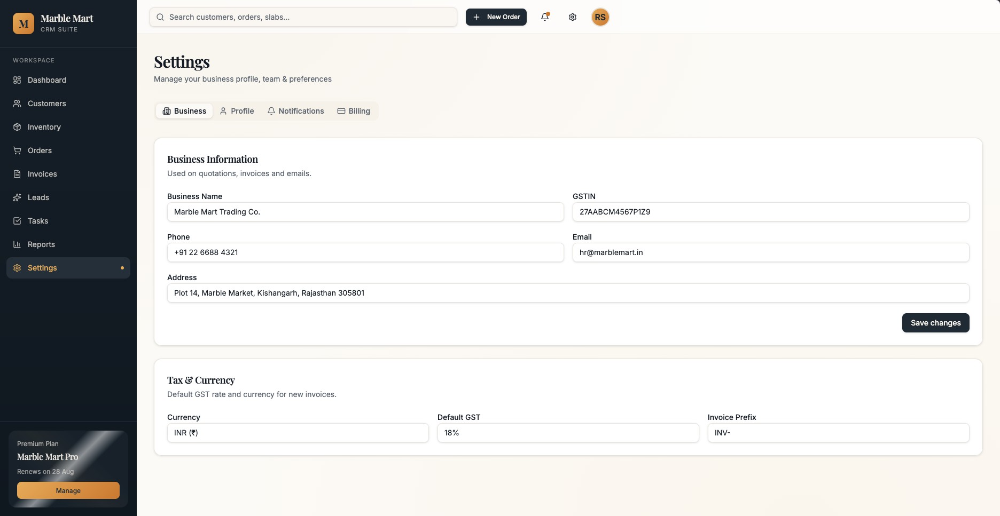 M
Marble Mart
CRM SUITE
WORKSPACE
Dashboard
Customers
Inventory
Orders
Invoices
Leads
Tasks
Reports
Settings
Premium Plan
Marble Mart Pro
Renews on 28 Aug
Manage
Search customers, orders, slabs...
New Order
RS
Settings
Manage your business profile, team & preferences
Business Profile Notifications Billing
Business Information
Used on quotations, invoices and emails.
Business Name GSTIN
Marble Mart Trading Co. 27AABCM4567P1Z9
Phone Email
+91 22 6688 4321 hr@marblemart.in
Address
Plot 14, Marble Market, Kishangarh, Rajasthan 305801
Save changes
Tax & Currency
Default GST rate and currency for new invoices.
Currency Default GST Invoice Prefix
INR (₹) 18% INV-